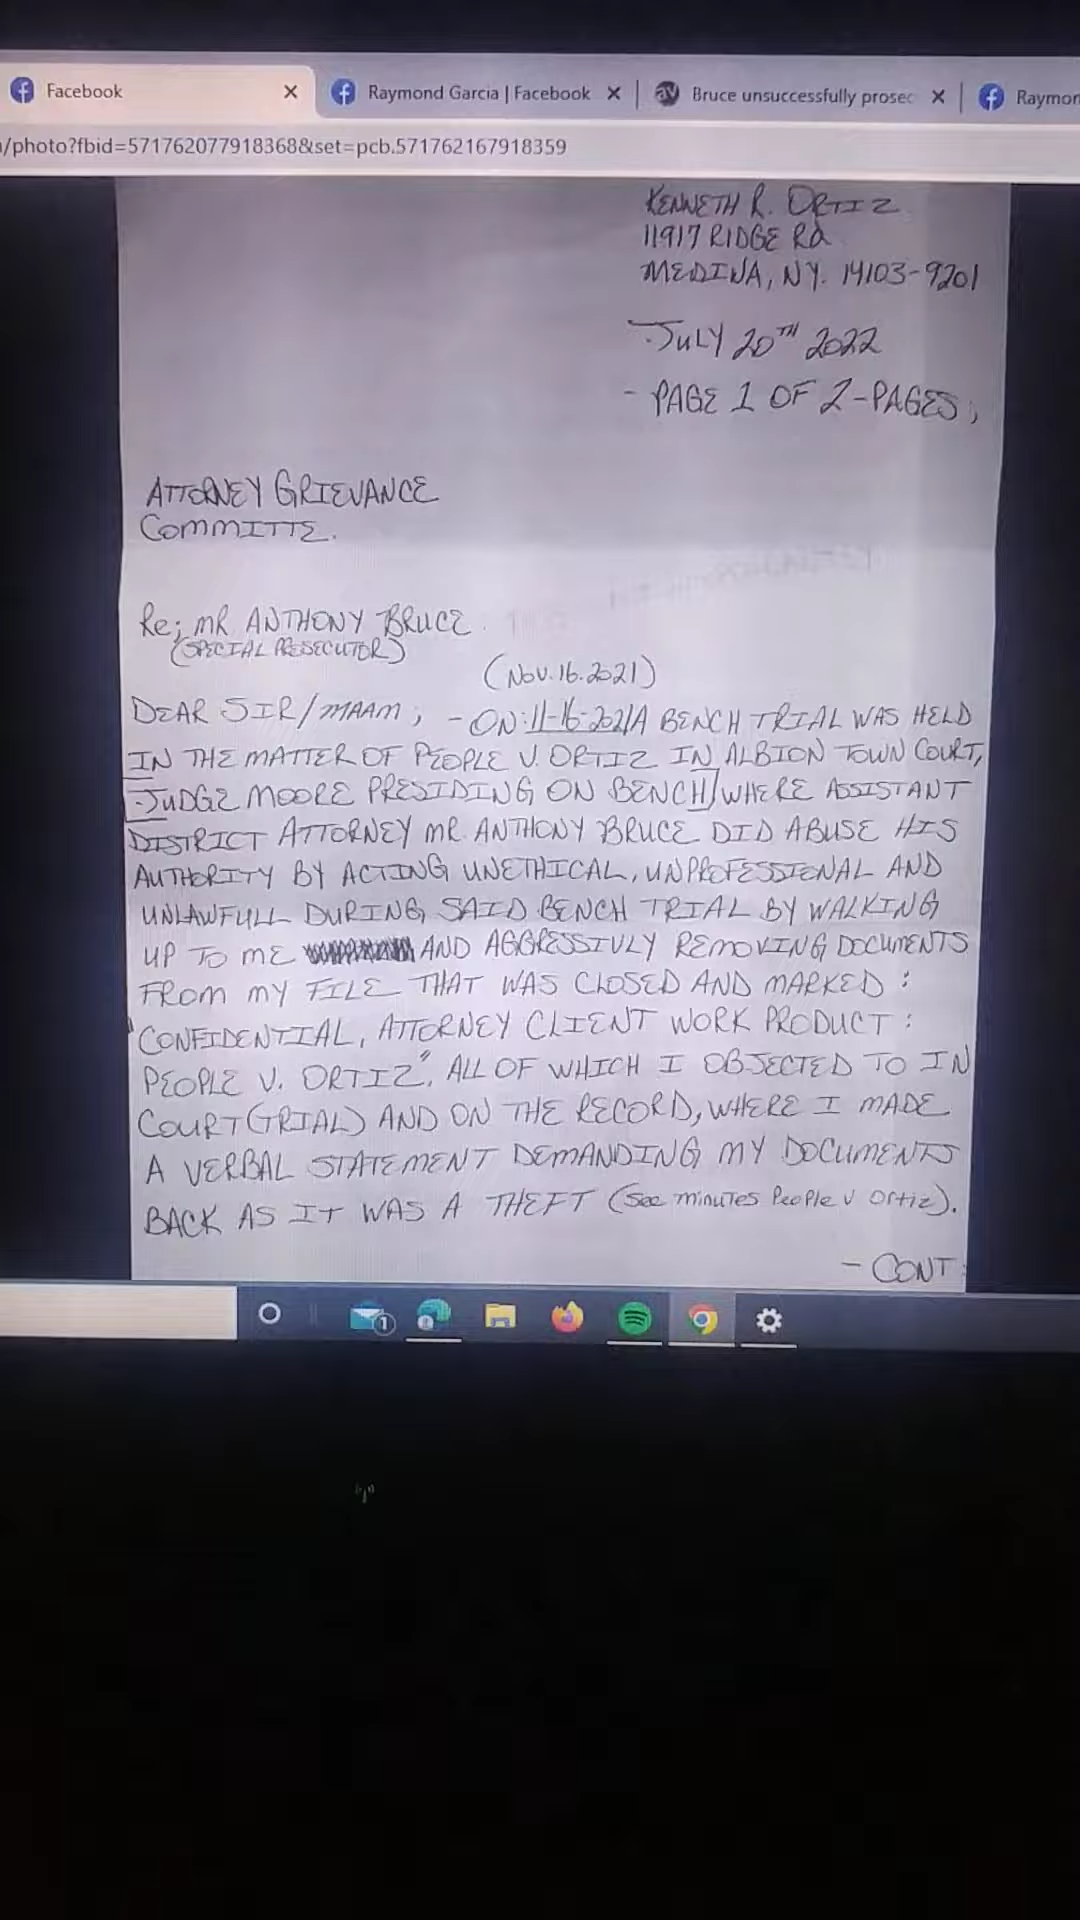 Facebook
Raymond Garcia | Facebook
Bruce unsuccessfully prosec
Raymon
/photo?fbid=571762077918368&set=pcb.571762167918359
KENNETH R. ORTIZ
11917 RIDGE Rd
MEDINA, NY. 14103-9201
JULY 20TH 2022
- PAGE 1 OF 2-PAGES;
ATTORNEY GRIEVANCE
COMMITTE.
Re; MR ANTHONY BRUCE
(SPECIAL PROSECUTOR)
(Nov. 16. 2021)
DEAR SIR/MAAM; - ON: 11-16-2021 A BENCH TRIAL WAS HELD
IN THE MATTER OF PEOPLE V. ORTIZ IN ALBION TOWN COURT,
JUDGE MOORE PRESIDING ON BENCH/WHERE ASSISTANT
DISTRICT ATTORNEY MR. ANTHONY BRUCE DID ABUSE HIS
AUTHORITY BY ACTING UNETHICAL, UNPROFESSIONAL AND
UNLAWFULL DURING SAID BENCH TRIAL BY WALKING
UP TO ME AND AGGRESSIVLY REMOVING DOCUMENTS
FROM MY FILE THAT WAS CLOSED AND MARKED:
"CONFIDENTIAL, ATTORNEY CLIENT WORK PRODUCT:
PEOPLE V. ORTIZ". ALL OF WHICH I OBJECTED TO IN
COURT (TRIAL) AND ON THE RECORD, WHERE I MADE
A VERBAL STATEMENT DEMANDING MY DOCUMENTS
BACK AS IT WAS A THEFT (See minutes People v Ortiz).
- CONT:
1